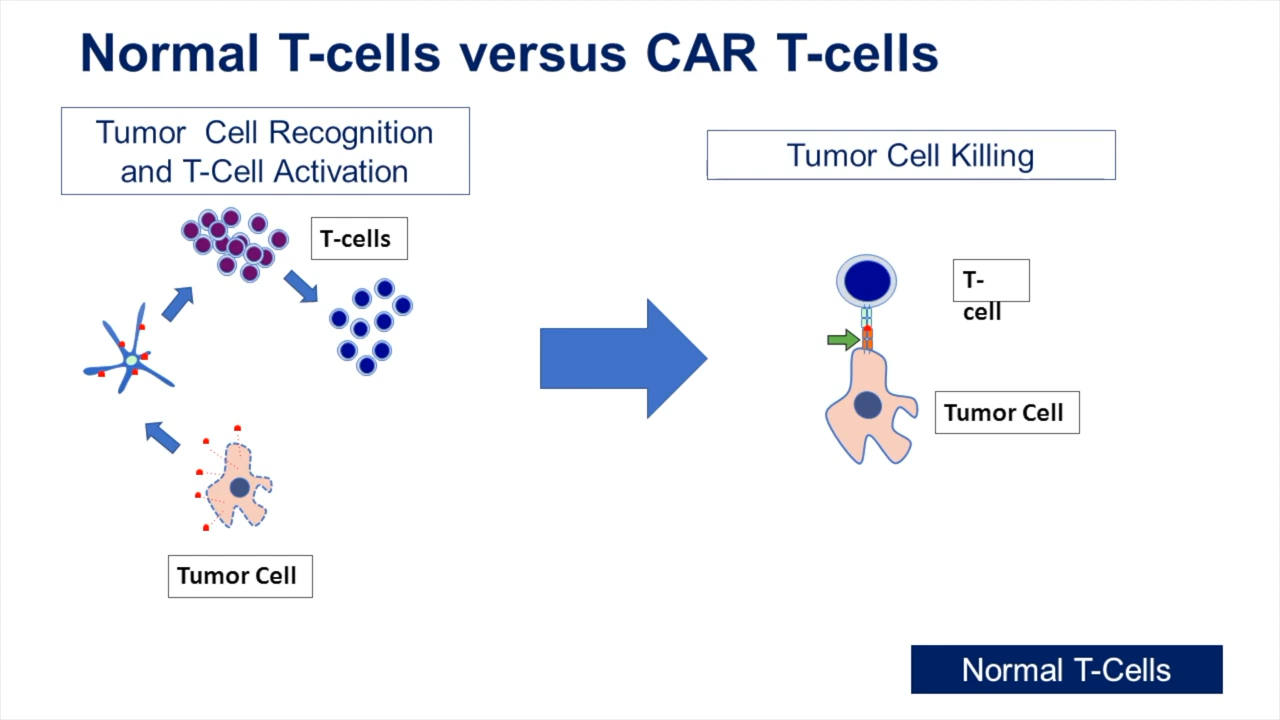 Normal T-cells versus CAR T-cells
Tumor Cell Recognition
and T-Cell Activation
Tumor Cell Killing
T-cells
T-
cell
Tumor Cell
Tumor Cell
Normal T-Cells